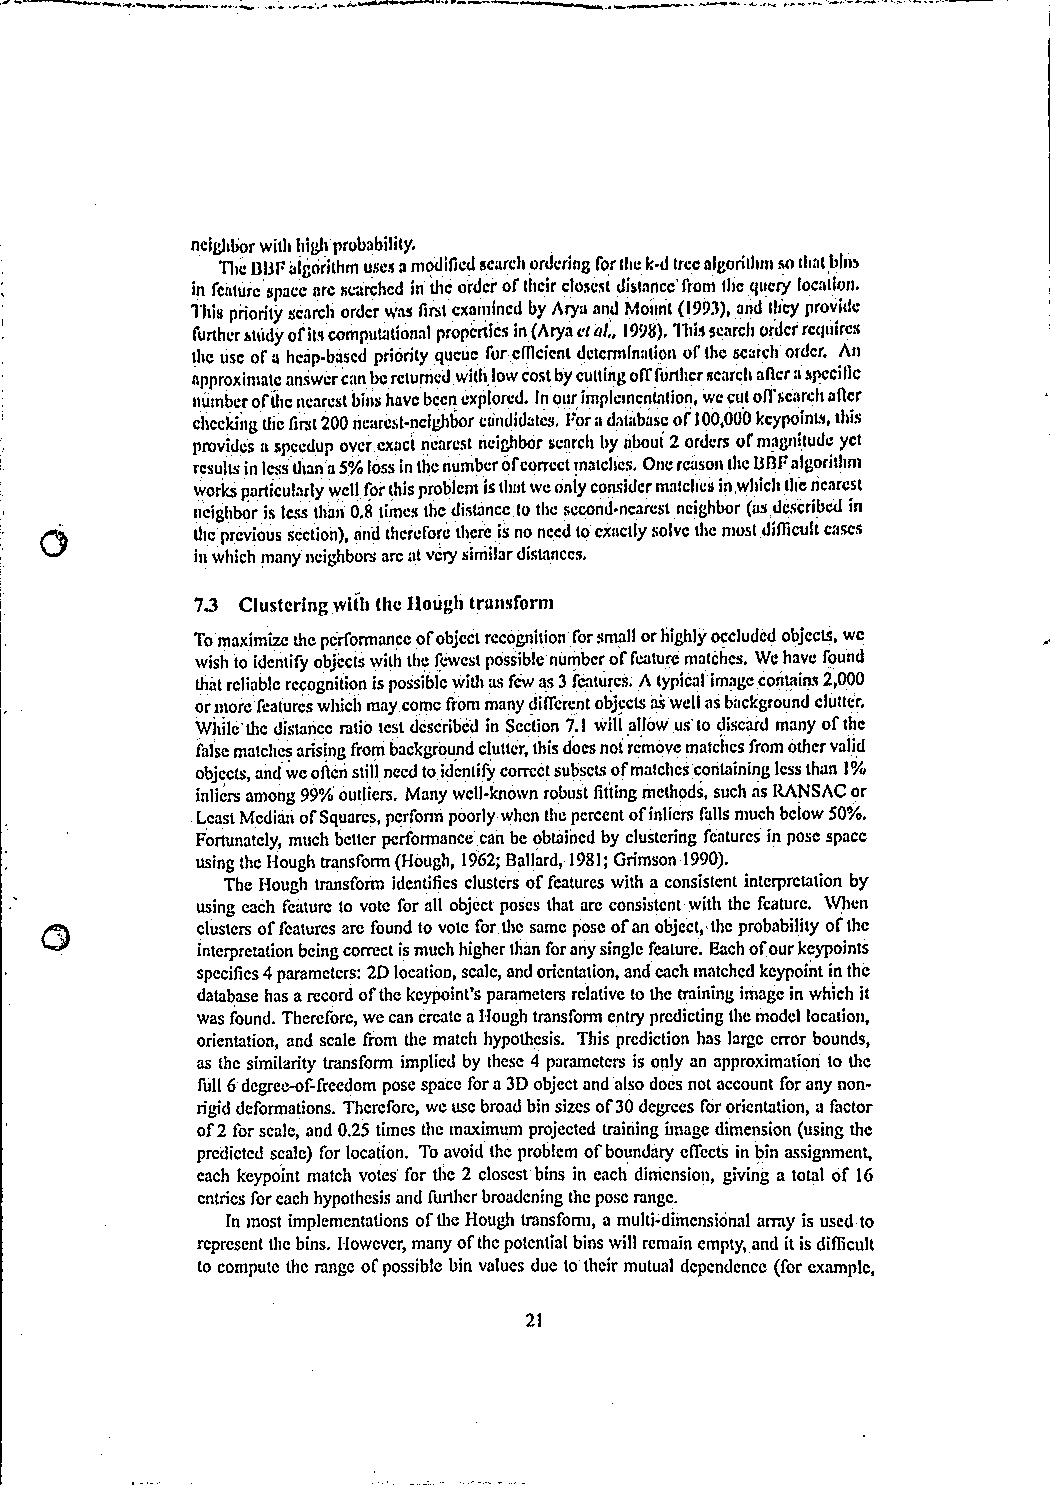 neighbor with high probability.
The BBF algorithm uses a modified search ordering for the k-d tree algorithm so that bins
in feature space are searched in the order of their closest distance from the query location.
This priority search order was first examined by Arya and Mount (1993), and they provide
further study of its computational properties in (Arya et al., 1998). This search order requires
the use of a heap-based priority queue for efficient determination of the search order. An
approximate answer can be returned with low cost by cutting off further search after a specific
number of the nearest bins have been explored. In our implementation, we cut off search after
checking the first 200 nearest-neighbor candidates. For a database of 100,000 keypoints, this
provides a speedup over exact nearest neighbor search by about 2 orders of magnitude yet
results in less than a 5% loss in the number of correct matches. One reason the BBF algorithm
works particularly well for this problem is that we only consider matches in which the nearest
neighbor is less than 0.8 times the distance to the second-nearest neighbor (as described in
the previous section), and therefore there is no need to exactly solve the most difficult cases
in which many neighbors are at very similar distances.
7.3 Clustering with the Hough transform
To maximize the performance of object recognition for small or highly occluded objects, we
wish to identify objects with the fewest possible number of feature matches. We have found
that reliable recognition is possible with as few as 3 features. A typical image contains 2,000
or more features which may come from many different objects as well as background clutter.
While the distance ratio test described in Section 7.1 will allow us to discard many of the
false matches arising from background clutter, this does not remove matches from other valid
objects, and we often still need to identify correct subsets of matches containing less than 1%
inliers among 99% outliers. Many well-known robust fitting methods, such as RANSAC or
Least Median of Squares, perform poorly when the percent of inliers falls much below 50%.
Fortunately, much better performance can be obtained by clustering features in pose space
using the Hough transform (Hough, 1962; Ballard, 1981; Grimson 1990).
The Hough transform identifies clusters of features with a consistent interpretation by
using each feature to vote for all object poses that are consistent with the feature. When
clusters of features are found to vote for the same pose of an object, the probability of the
interpretation being correct is much higher than for any single feature. Each of our keypoints
specifies 4 parameters: 2D location, scale, and orientation, and each matched keypoint in the
database has a record of the keypoint's parameters relative to the training image in which it
was found. Therefore, we can create a Hough transform entry predicting the model location,
orientation, and scale from the match hypothesis. This prediction has large error bounds,
as the similarity transform implied by these 4 parameters is only an approximation to the
full 6 degree-of-freedom pose space for a 3D object and also does not account for any non-
rigid deformations. Therefore, we use broad bin sizes of 30 degrees for orientation, a factor
of 2 for scale, and 0.25 times the maximum projected training image dimension (using the
predicted scale) for location. To avoid the problem of boundary effects in bin assignment,
each keypoint match votes for the 2 closest bins in each dimension, giving a total of 16
entries for each hypothesis and further broadening the pose range.
In most implementations of the Hough transform, a multi-dimensional array is used to
represent the bins. However, many of the potential bins will remain empty, and it is difficult
to compute the range of possible bin values due to their mutual dependence (for example,
21